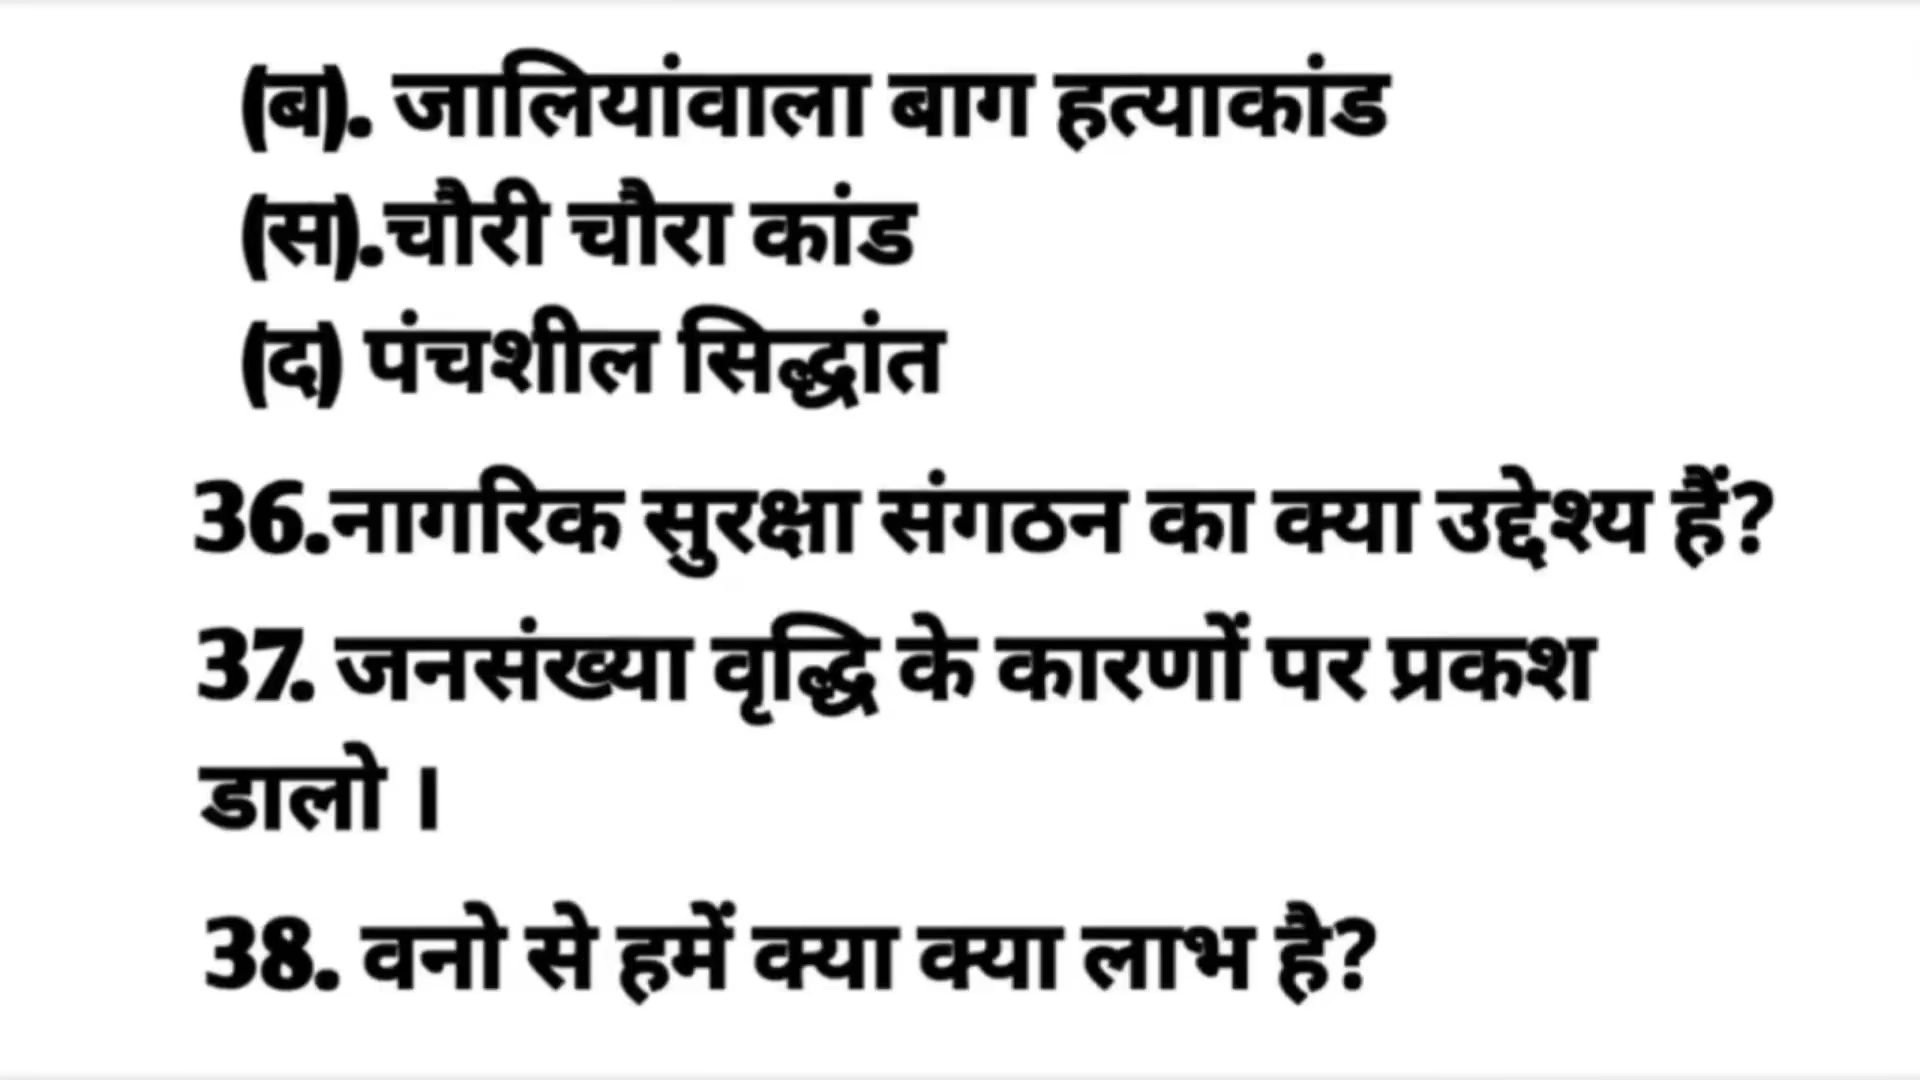 (ब). जालियांवाला बाग हत्याकांड
(स).चौरी चौरा कांड
(द) पंचशील सिद्धांत
36.नागरिक सुरक्षा संगठन का क्या उद्देश्य हैं?
37. जनसंख्या वृद्धि के कारणों पर प्रकश
डालो ।
38. वनो से हमें क्या क्या लाभ है?